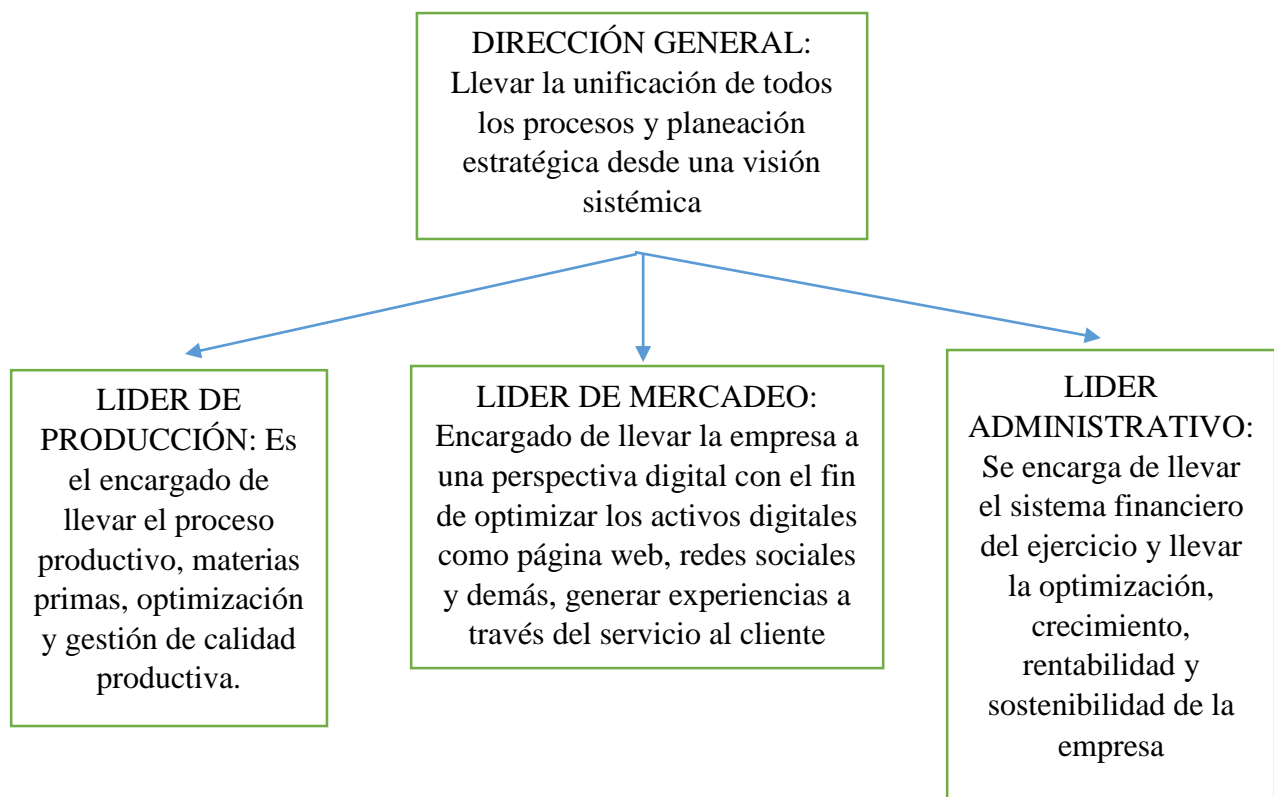 DIRECCIÓN GENERAL:
Llevar la unificación de todos
los procesos y planeación
estratégica desde una visión
sistémica
LIDER DE
PRODUCCIÓN: Es
el encargado de
llevar el proceso
productivo, materias
primas, optimización
y gestión de calidad
productiva.
LIDER DE MERCADEO:
Encargado de llevar la empresa a
una perspectiva digital con el fin
de optimizar los activos digitales
como página web, redes sociales
y demás, generar experiencias a
través del servicio al cliente
LIDER
ADMINISTRATIVO:
Se encarga de llevar
el sistema financiero
del ejercicio y llevar
la optimización,
crecimiento,
rentabilidad y
sostenibilidad de la
empresa